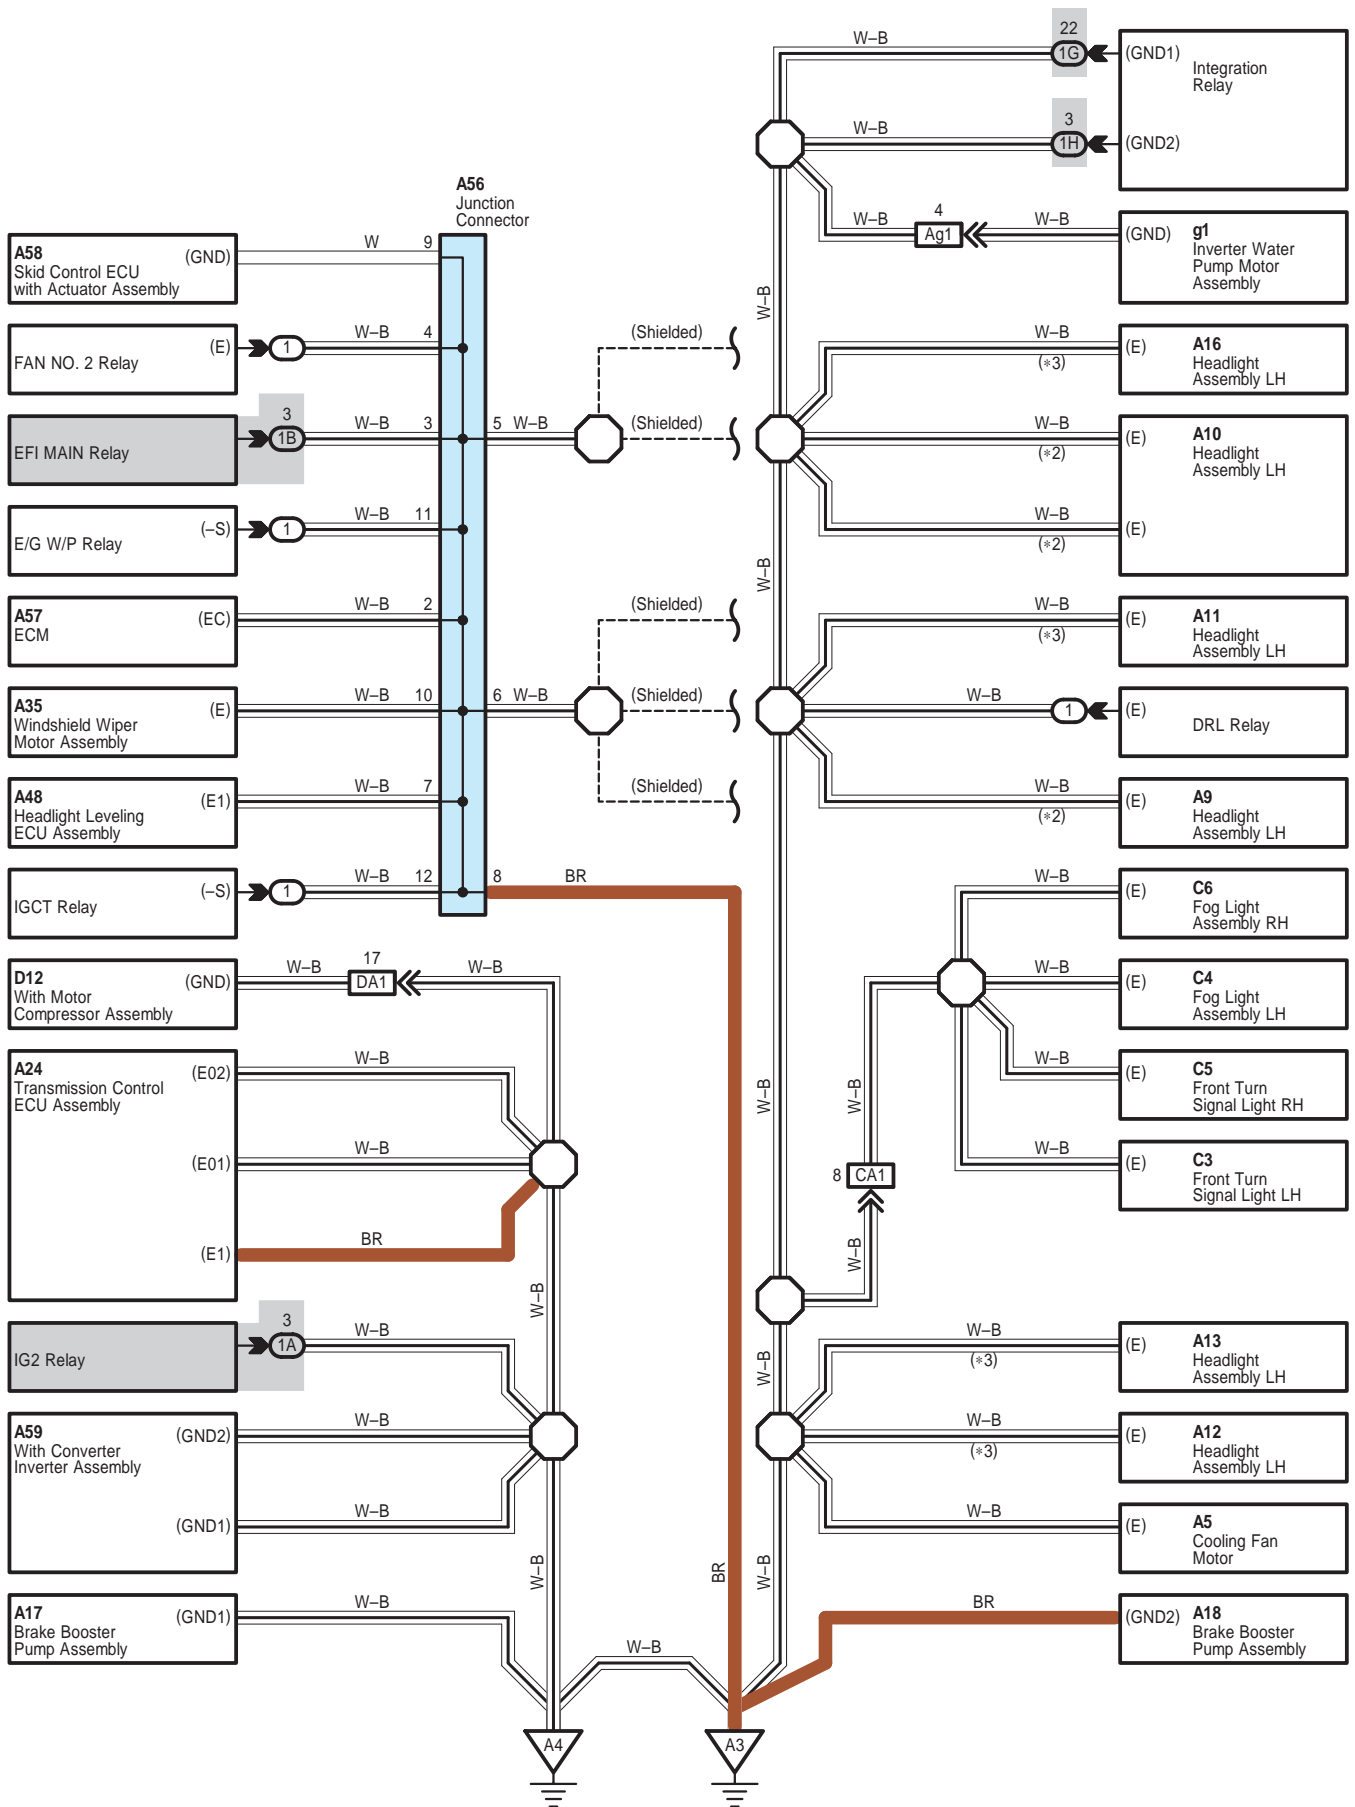 22
W–B
1G
(GND1)
Integration
Relay
3
W–B
1H
(GND2)
A56
Junction
Connector
4
W–B
Ag1
W–B
(GND)
g1
Inverter Water
Pump Motor
Assembly
A58
Skid Control ECU
with Actuator Assembly
(GND)
W
9
W–B
FAN NO. 2 Relay
(E)
1
W–B
4
(Shielded)
W–B
(∗3)
(E)
A16
Headlight
Assembly LH
EFI MAIN Relay
3
1B
W–B
3
5
W–B
(Shielded)
W–B
(∗2)
(E)
A10
Headlight
Assembly LH
E/G W/P Relay
(–S)
1
W–B
11
W–B
(∗2)
(E)
W–B
A57
ECM
(EC)
W–B
2
(Shielded)
W–B
(∗3)
(E)
A11
Headlight
Assembly LH
A35
Windshield Wiper
Motor Assembly
(E)
W–B
10
6
W–B
(Shielded)
W–B
1
(E)
DRL Relay
A48
Headlight Leveling
ECU Assembly
(E1)
W–B
7
(Shielded)
W–B
(∗2)
(E)
A9
Headlight
Assembly LH
IGCT Relay
(–S)
1
W–B
12
8
BR
W–B
(E)
C6
Fog Light
Assembly RH
D12
With Motor
Compressor Assembly
(GND)
W–B
17
DA1
W–B
W–B
(E)
C4
Fog Light
Assembly LH
A24
Transmission Control
ECU Assembly
(E02)
W–B
W–B
W–B
W–B
(E)
C5
Front Turn
Signal Light RH
(E01)
W–B
8
CA1
W–B
(E)
C3
Front Turn
Signal Light LH
(E1)
BR
W–B
W–B
IG2 Relay
3
1A
W–B
W–B
W–B
(∗3)
(E)
A13
Headlight
Assembly LH
A59
With Converter
Inverter Assembly
(GND2)
W–B
W–B
(∗3)
(E)
A12
Headlight
Assembly LH
(GND1)
W–B
W–B
BR
W–B
W–B
(E)
A5
Cooling Fan
Motor
A17
Brake Booster
Pump Assembly
(GND1)
W–B
W–B
BR
(GND2)
A18
Brake Booster
Pump Assembly
A4
A3